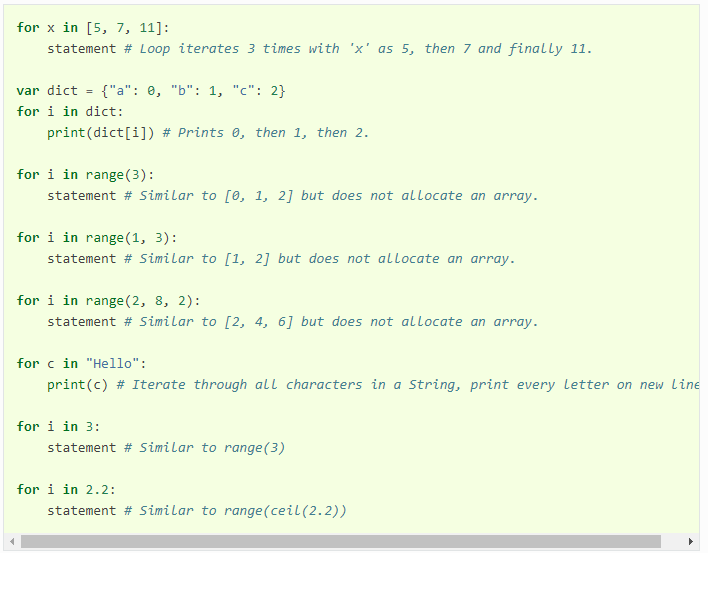 for x in [5, 7, 11]:
    statement # Loop iterates 3 times with 'x' as 5, then 7 and finally 11.

var dict = {"a": 0, "b": 1, "c": 2}
for i in dict:
    print(dict[i]) # Prints 0, then 1, then 2.

for i in range(3):
    statement # Similar to [0, 1, 2] but does not allocate an array.

for i in range(1, 3):
    statement # Similar to [1, 2] but does not allocate an array.

for i in range(2, 8, 2):
    statement # Similar to [2, 4, 6] but does not allocate an array.

for c in "Hello":
    print(c) # Iterate through all characters in a String, print every letter on new line

for i in 3:
    statement # Similar to range(3)

for i in 2.2:
    statement # Similar to range(ceil(2.2))